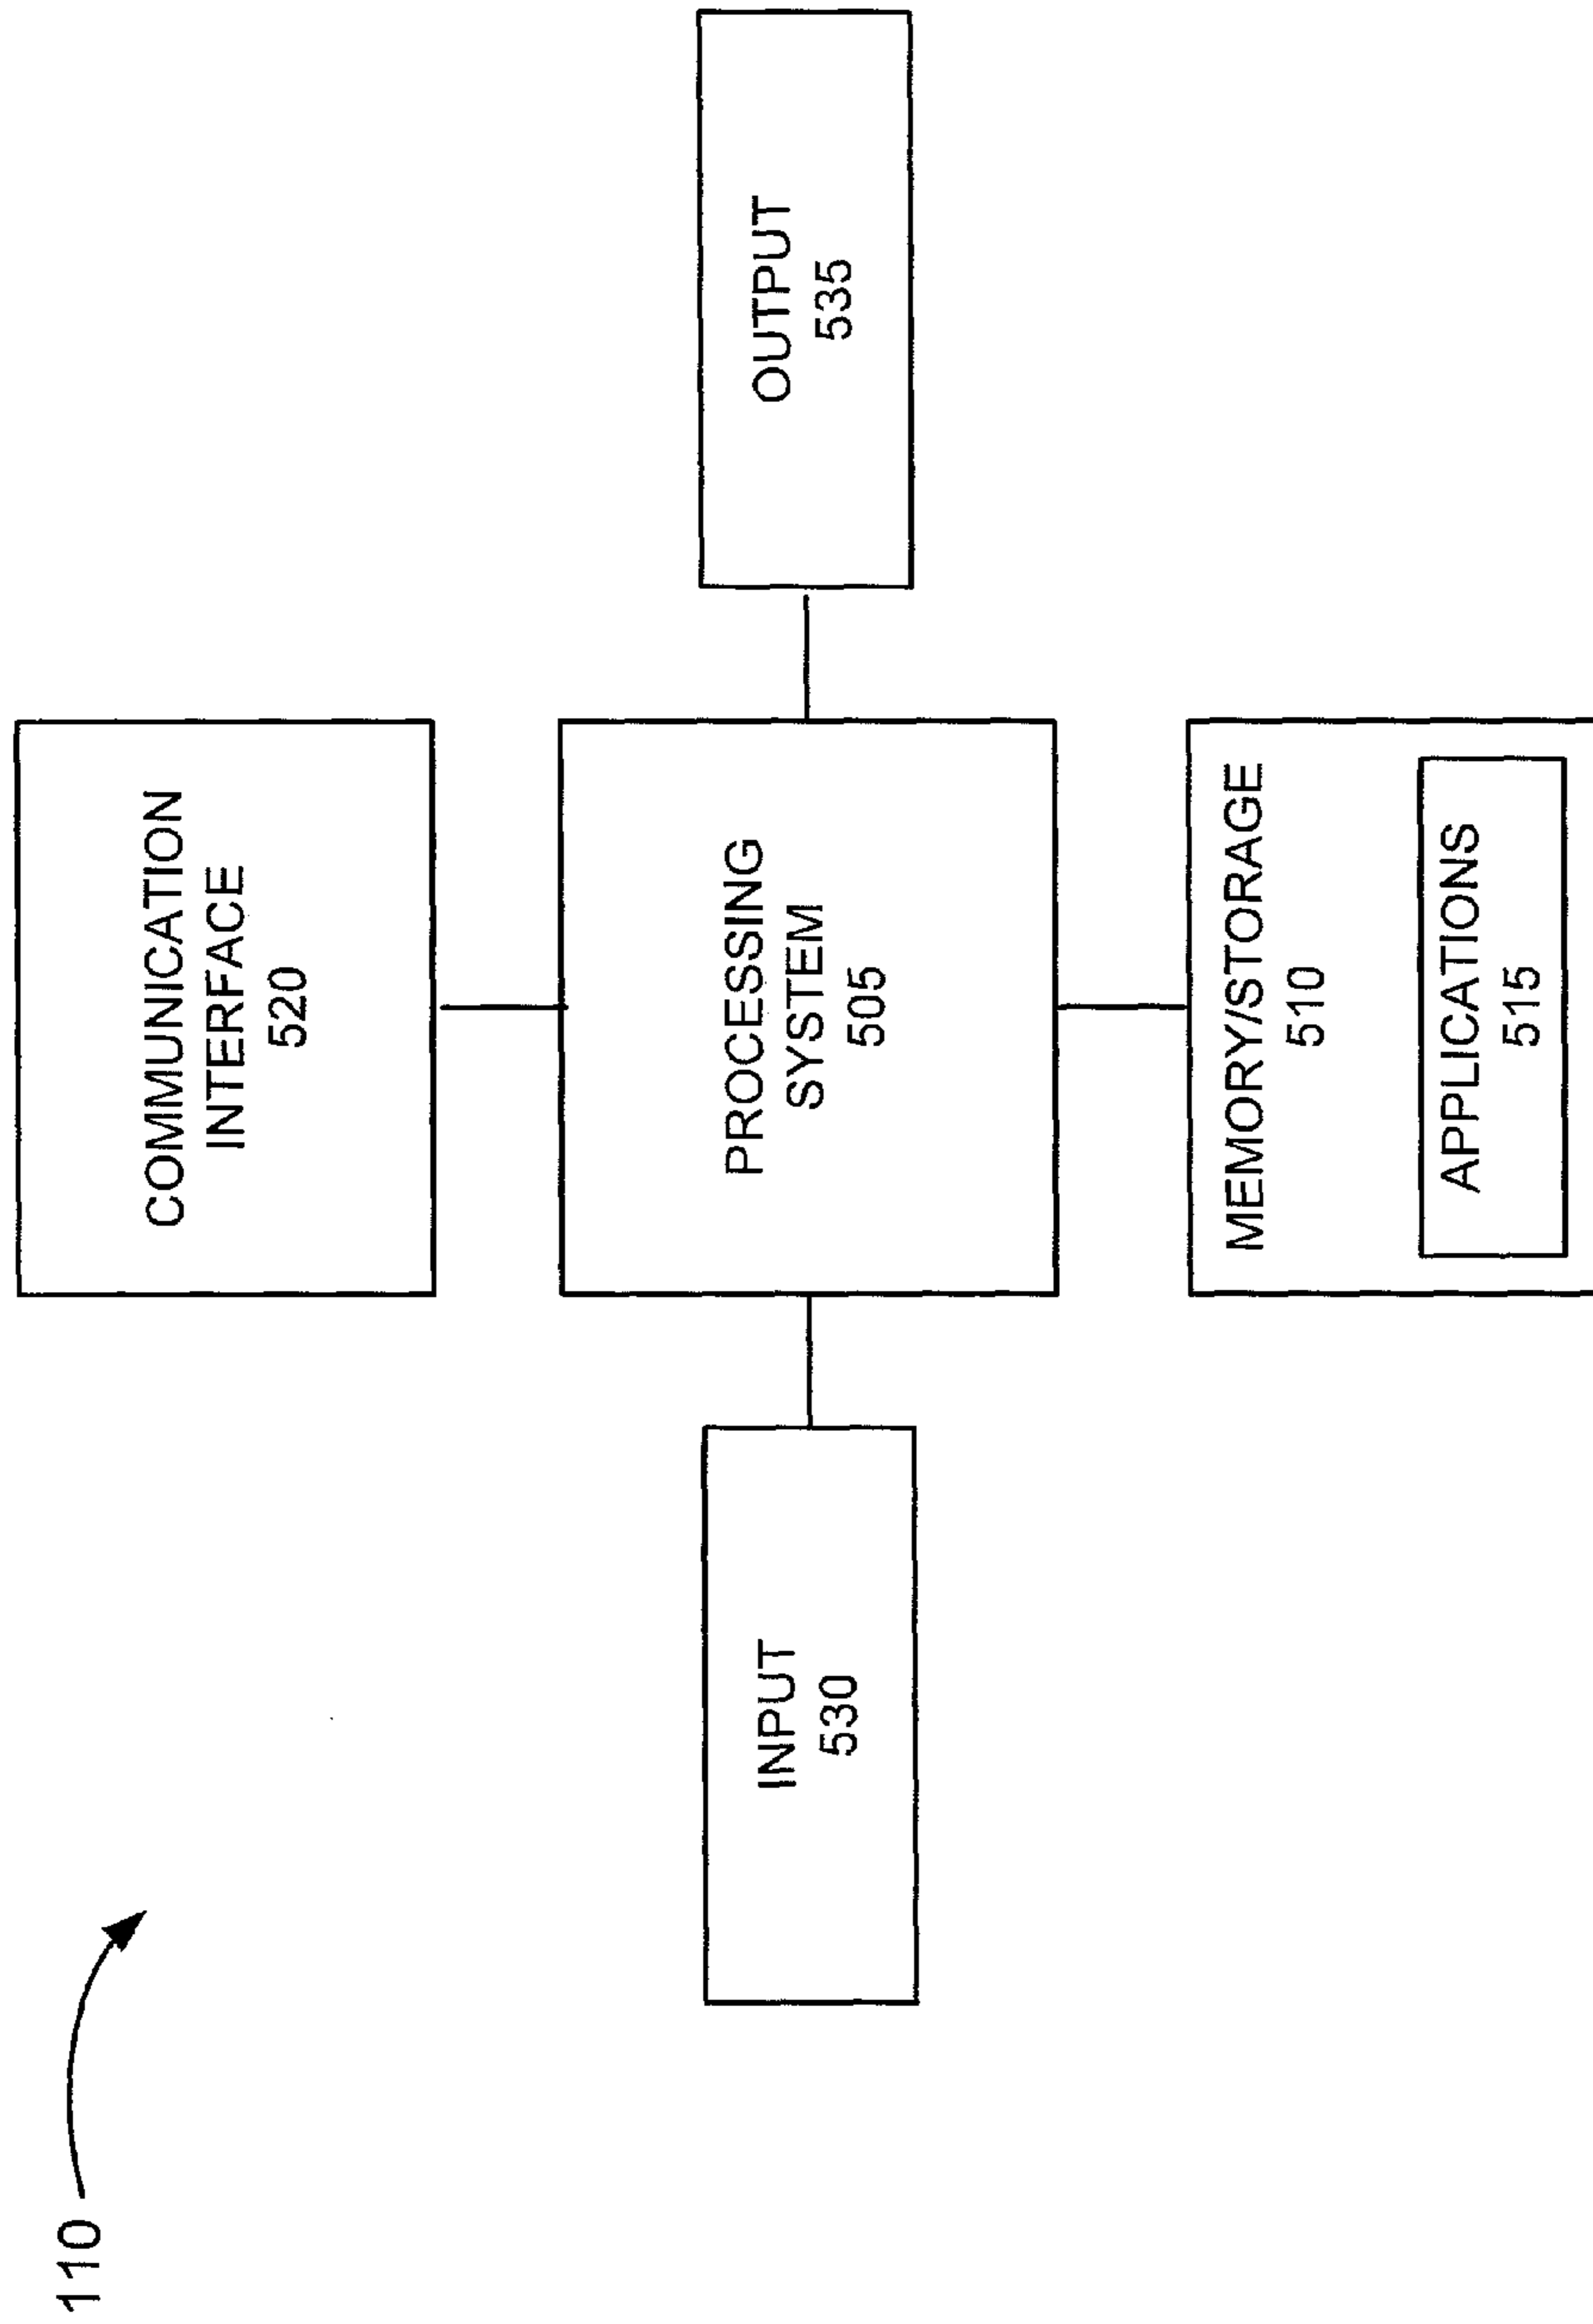 110
COMMUNICATION
INTERFACE
520
INPUT
530
PROCESSING
SYSTEM
505
OUTPUT
535
MEMORY/STORAGE
510
APPLICATIONS
515